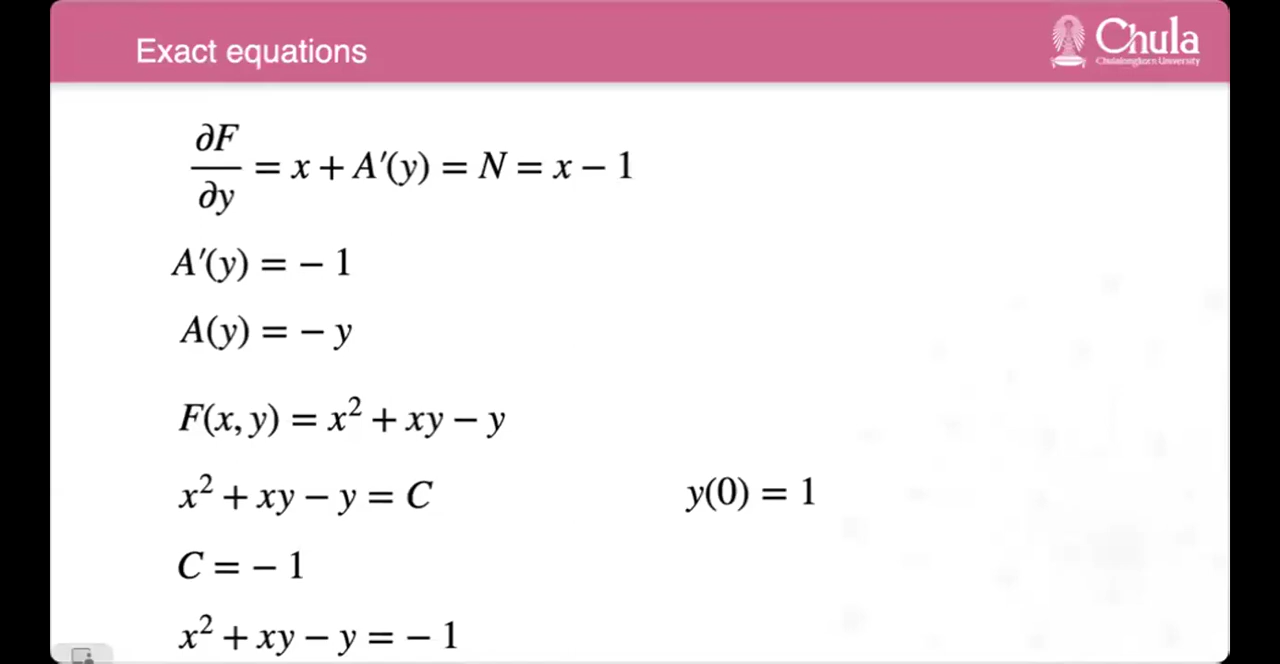 Exact equations
Chula
Chulalongkorn University
∂F/∂y = x + A′(y) = N = x − 1
A′(y) = − 1
A(y) = − y
F(x, y) = x² + xy − y
x² + xy − y = C
y(0) = 1
C = − 1
x² + xy − y = − 1